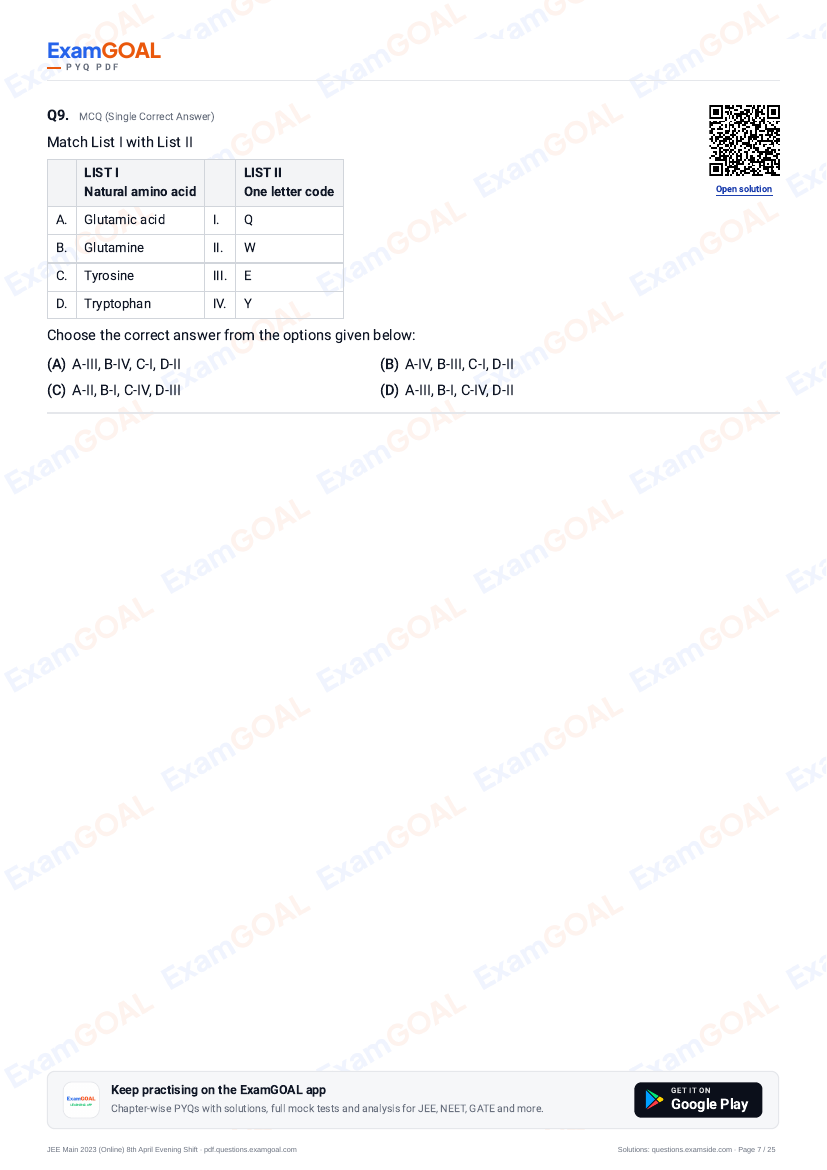 ExamGOAL
PYQ PDF
Q9. MCQ (Single Correct Answer)
Open solution
Match List I with List II
LIST I LIST II
Natural amino acid One letter code
A. Glutamic acid I. Q
B. Glutamine II. W
C. Tyrosine III. E
D. Tryptophan IV. Y
Choose the correct answer from the options given below:
(A) A-III, B-IV, C-I, D-II (B) A-IV, B-III, C-I, D-II
(C) A-II, B-I, C-IV, D-III (D) A-III, B-I, C-IV, D-II
ExamGOAL
Keep practising on the ExamGOAL app
Chapter-wise PYQs with solutions, full mock tests and analysis for JEE, NEET, GATE and more.
GET IT ON
Google Play
JEE Main 2023 (Online) 8th April Evening Shift · pdf.questions.examgoal.com Solutions: questions.examside.com · Page 7 / 25